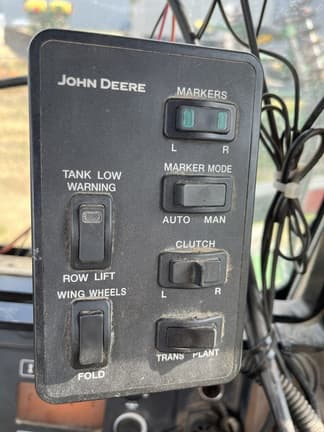 JOHN DEERE
MARKERS
L R
MARKER MODE
AUTO MAN
TANK LOW
WARNING
ROW LIFT
CLUTCH
L R
WING WHEELS
FOLD
TRANS PLANT